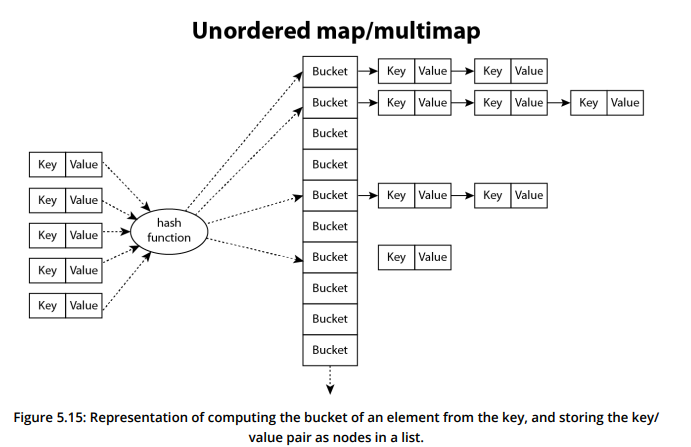 Unordered map/multimap
Bucket Key Value Key Value
Bucket Key Value Key Value Key Value
Bucket
Bucket
Key Value
Bucket Key Value Key Value
Key Value
hash
function
Bucket
Key Value
Bucket Key Value
Key Value
Bucket
Key Value
Bucket
Bucket
Figure 5.15: Representation of computing the bucket of an element from the key, and storing the key/
value pair as nodes in a list.